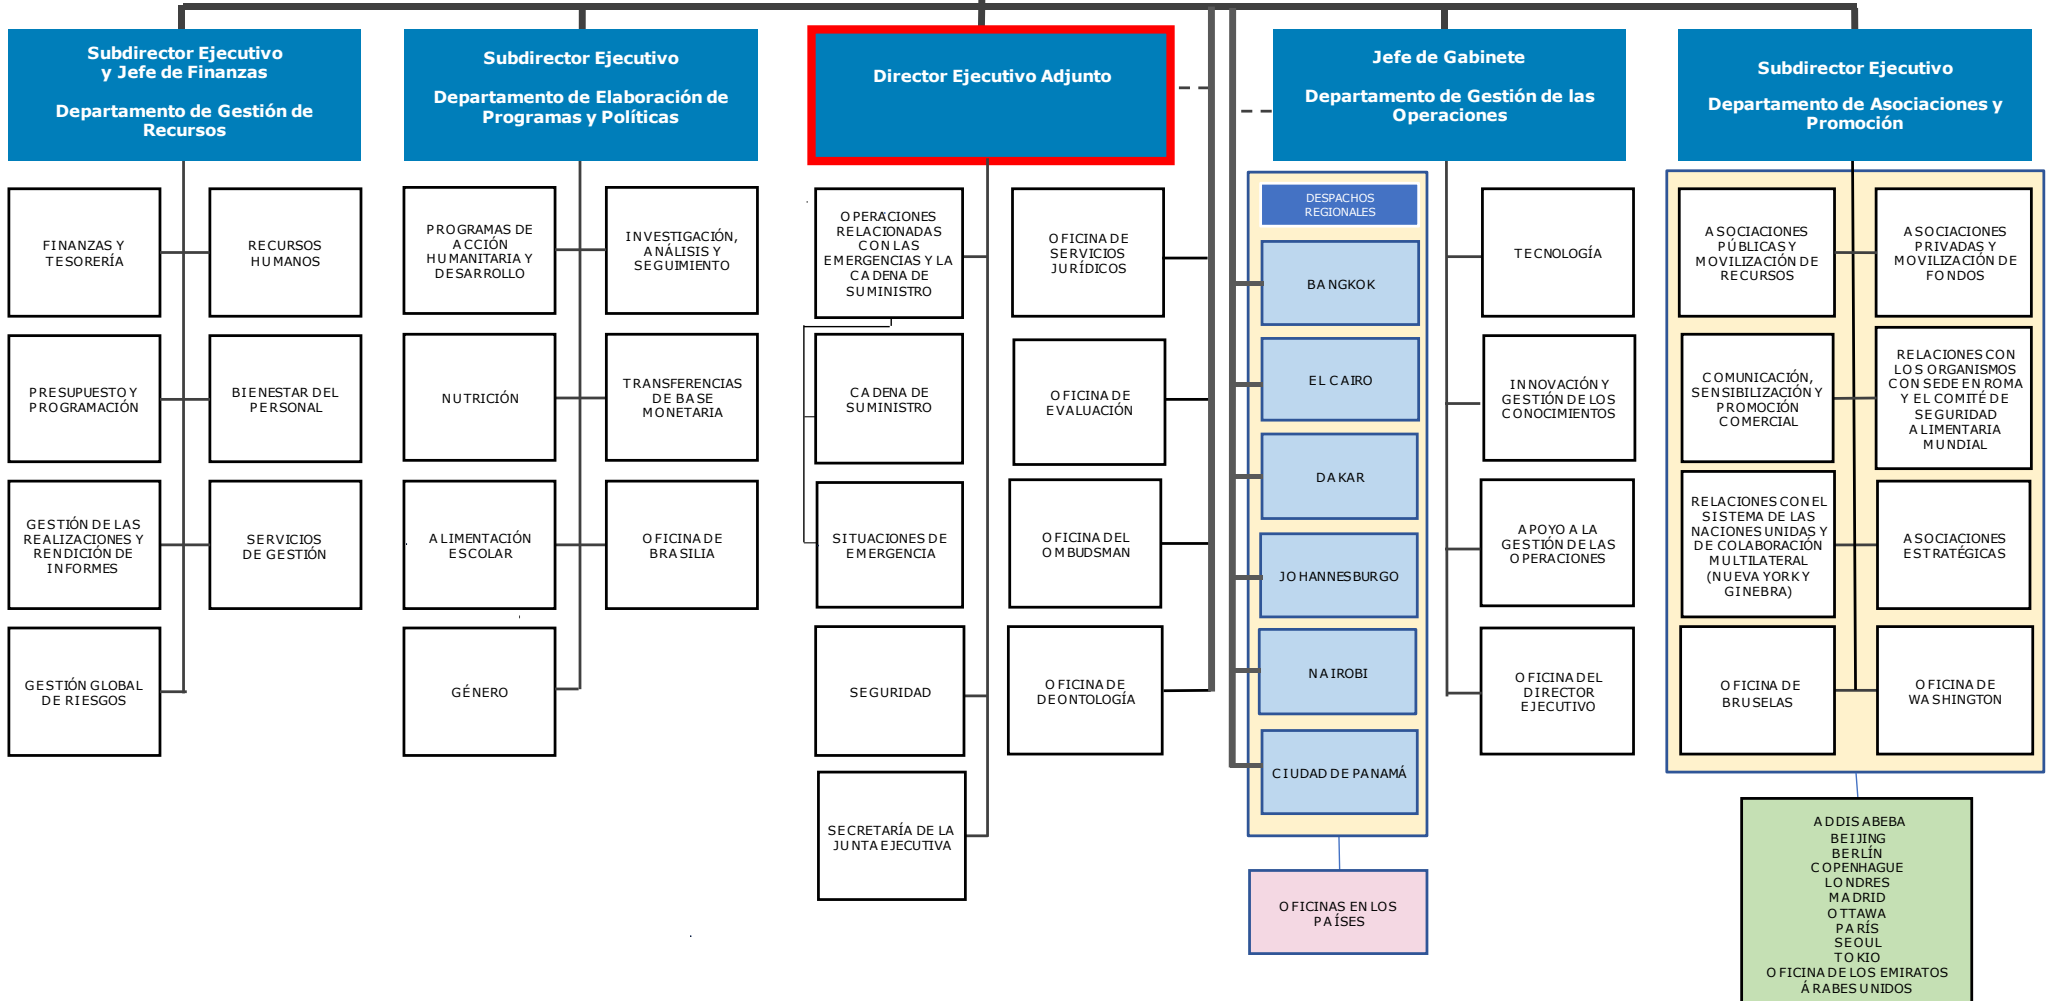 Subdirector Ejecutivo
y Jefe de Finanzas
Departamento de Gestión de
Recursos
Subdirector Ejecutivo
Departamento de Elaboración de
Programas y Políticas
Director Ejecutivo Adjunto
Jefe de Gabinete
Departamento de Gestión de las
Operaciones
Subdirector Ejecutivo
Departamento de Asociaciones y
Promoción
FINANZAS Y
TESORERÍA
RECURSOS
HUMANOS
PRESUPUESTO Y
PROGRAMACIÓN
BIENESTAR DEL
PERSONAL
GESTIÓN DE LAS
REALIZACIONES Y
RENDICIÓN DE
INFORMES
SERVICIOS
DE GESTIÓN
GESTIÓN GLOBAL
DE RIESGOS
PROGRAMAS DE
ACCIÓN
HUMANITARIA Y
DESARROLLO
INVESTIGACIÓN,
ANÁLISIS Y
SEGUIMIENTO
NUTRICIÓN
TRANSFERENCIAS
DE BASE
MONETARIA
ALIMENTACIÓN
ESCOLAR
OFICINA DE
BRASILIA
GÉNERO
OPERACIONES
RELACIONADAS
CON LAS
EMERGENCIAS Y LA
CADENA DE
SUMINISTRO
OFICINA DE
SERVICIOS
JURÍDICOS
CADENA DE
SUMINISTRO
OFICINA DE
EVALUACIÓN
SITUACIONES DE
EMERGENCIA
OFICINA DEL
OMBUDSMAN
SEGURIDAD
OFICINA DE
DEONTOLOGÍA
SECRETARÍA DE LA
JUNTA EJECUTIVA
DESPACHOS
REGIONALES
BANGKOK
EL CAIRO
DAKAR
JOHANNESBURGO
NAIROBI
CIUDAD DE PANAMÁ
OFICINAS EN LOS
PAÍSES
TECNOLOGÍA
INNOVACIÓN Y
GESTIÓN DE LOS
CONOCIMIENTOS
APOYO A LA
GESTIÓN DE LAS
OPERACIONES
OFICINA DEL
DIRECTOR
EJECUTIVO
ASOCIACIONES
PÚBLICAS Y
MOVILIZACIÓN DE
RECURSOS
ASOCIACIONES
PRIVADAS Y
MOVILIZACIÓN DE
FONDOS
COMUNICACIÓN,
SENSIBILIZACIÓN Y
PROMOCIÓN
COMERCIAL
RELACIONES CON
LOS ORGANISMOS
CON SEDE EN ROMA
Y EL COMITÉ DE
SEGURIDAD
ALIMENTARIA
MUNDIAL
RELACIONES CON EL
SISTEMA DE LAS
NACIONES UNIDAS Y
DE COLABORACIÓN
MULTILATERAL
(NUEVA YORK Y
GINEBRA)
ASOCIACIONES
ESTRATÉGICAS
OFICINA DE
BRUSELAS
OFICINA DE
WASHINGTON
ADDIS ABEBA
BEIJING
BERLÍN
COPENHAGUE
LONDRES
MADRID
OTTAWA
PARÍS
SEOUL
TOKIO
OFICINA DE LOS EMIRATOS
ÁRABES UNIDOS